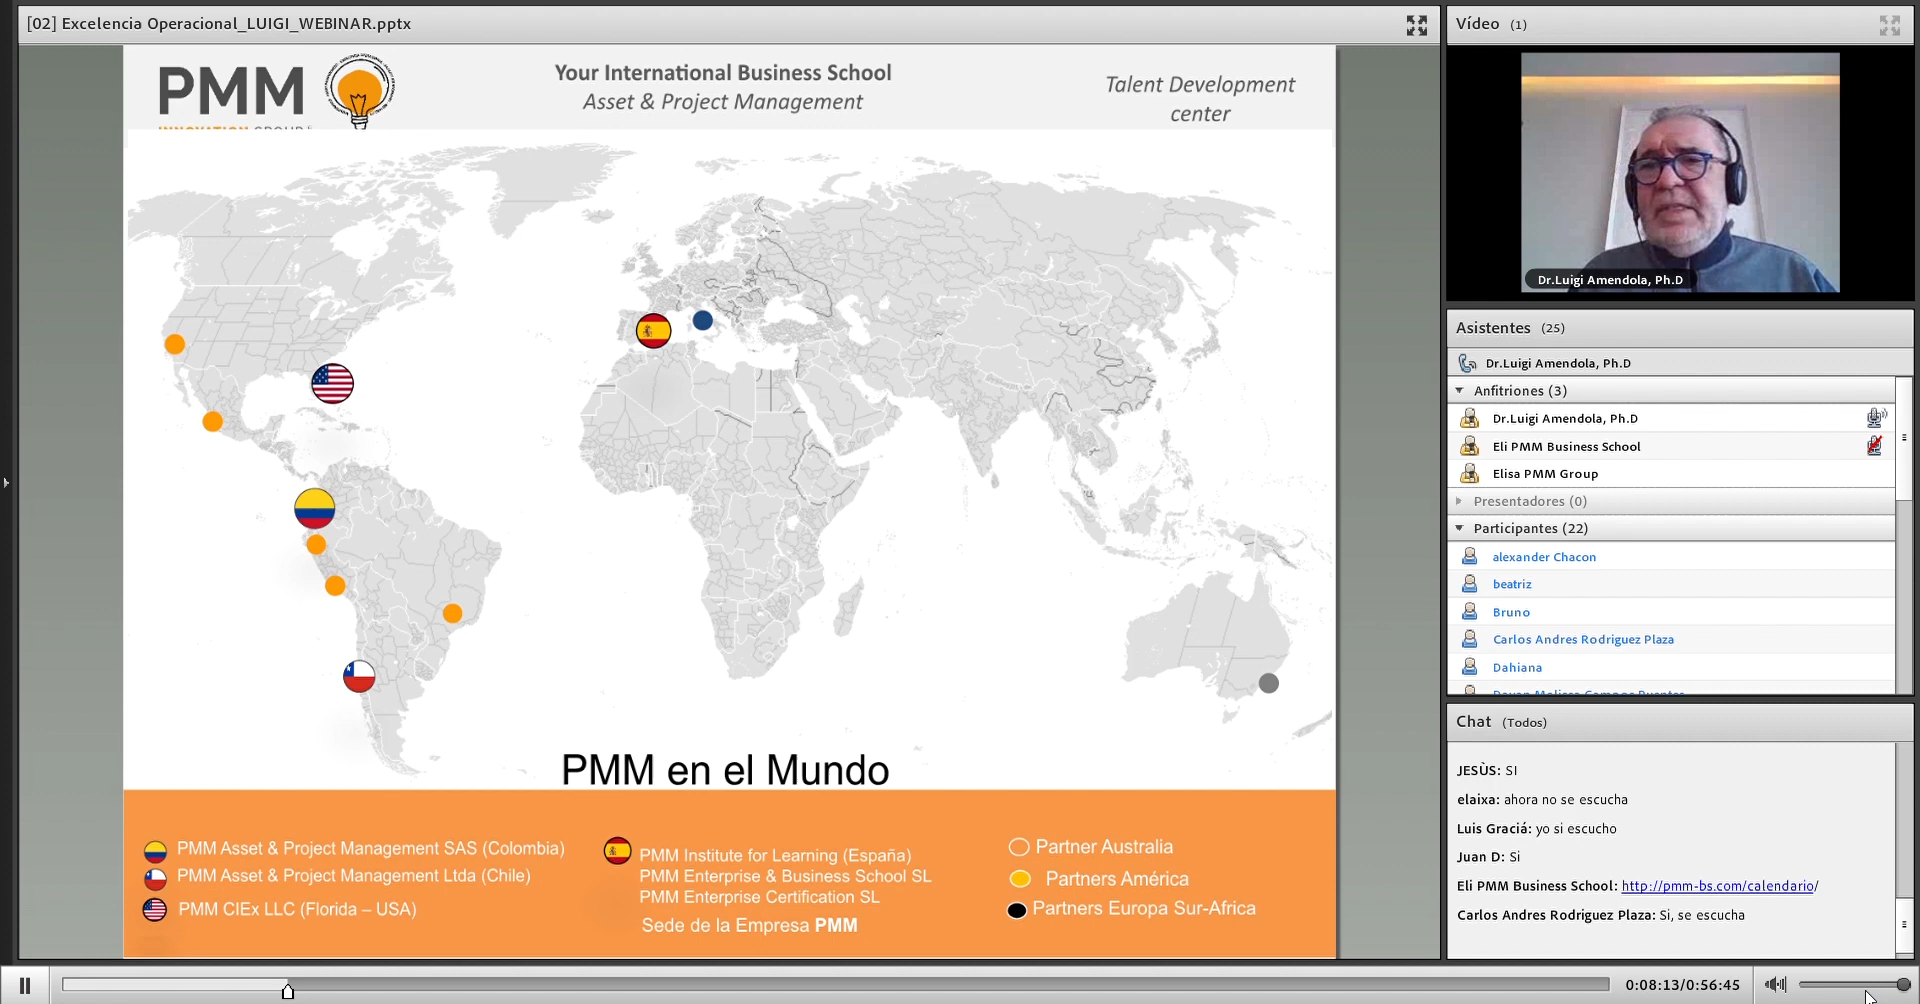 [02] Excelencia Operacional_LUIGI_WEBINAR.pptx
PMM
Your International Business School
Asset & Project Management
Talent Development
center
PMM en el Mundo
PMM Asset & Project Management SAS (Colombia)
PMM Asset & Project Management Ltda (Chile)
PMM CIEx LLC (Florida – USA)
PMM Institute for Learning (España)
PMM Enterprise & Business School SL
PMM Enterprise Certification SL
Sede de la Empresa PMM
Partner Australia
Partners América
Partners Europa Sur-Africa
Vídeo (1)
Dr.Luigi Amendola, Ph.D
Asistentes (25)
Dr.Luigi Amendola, Ph.D
Anfitriones (3)
Dr.Luigi Amendola, Ph.D
Eli PMM Business School
Elisa PMM Group
Presentadores (0)
Participantes (22)
alexander Chacon
beatriz
Bruno
Carlos Andres Rodriguez Plaza
Dahiana
Chat (Todos)
JESÙS: SI
elaixa: ahora no se escucha
Luis Graciá: yo si escucho
Juan D: Si
Eli PMM Business School: http://pmm-bs.com/calendario/
Carlos Andres Rodriguez Plaza: Si, se escucha
0:08:13/0:56:45